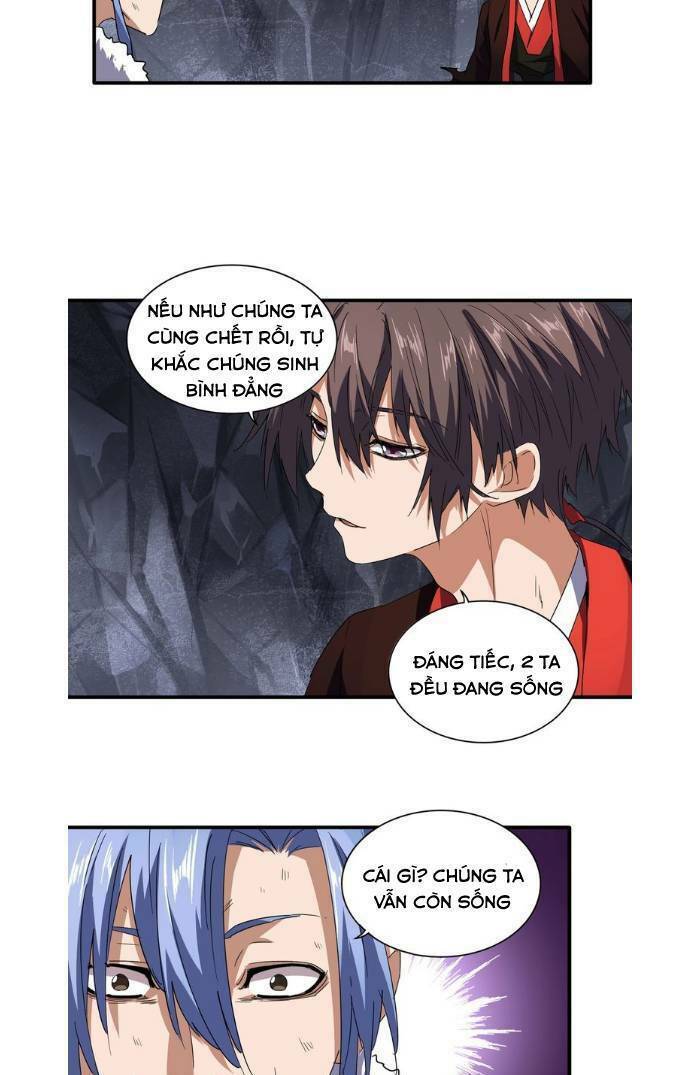 NẾU NHƯ CHÚNG TA
CÙNG CHẾT RỒI, TỰ
KHẮC CHÚNG SINH
BÌNH ĐẲNG
ĐÁNG TIẾC, 2 TA
ĐỀU ĐANG SỐNG
CÁI GÌ? CHÚNG TA
VẪN CÒN SỐNG